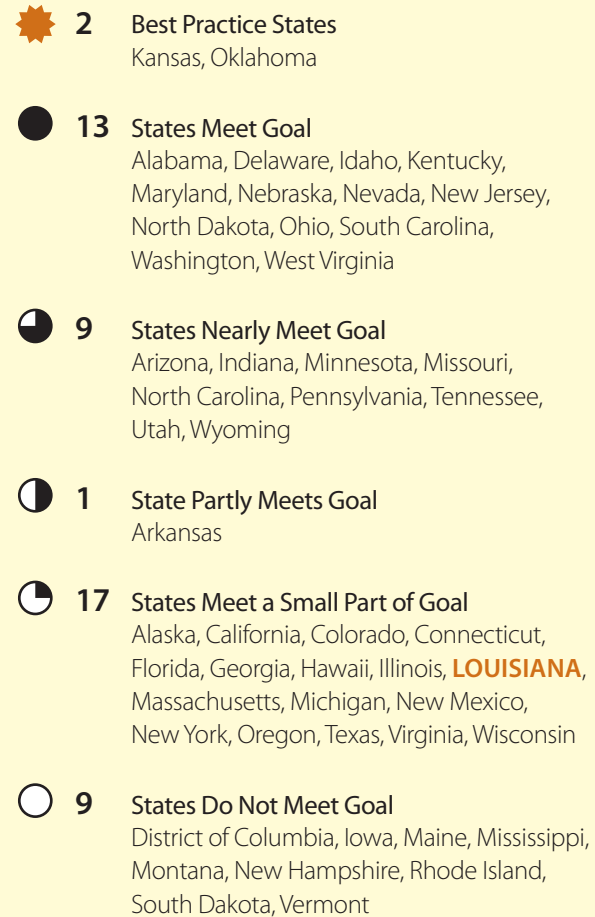 2 Best Practice States
Kansas, Oklahoma
13 States Meet Goal
Alabama, Delaware, Idaho, Kentucky,
Maryland, Nebraska, Nevada, New Jersey,
North Dakota, Ohio, South Carolina,
Washington, West Virginia
9 States Nearly Meet Goal
Arizona, Indiana, Minnesota, Missouri,
North Carolina, Pennsylvania, Tennessee,
Utah, Wyoming
1 State Partly Meets Goal
Arkansas
17 States Meet a Small Part of Goal
Alaska, California, Colorado, Connecticut,
Florida, Georgia, Hawaii, Illinois, LOUISIANA,
Massachusetts, Michigan, New Mexico,
New York, Oregon, Texas, Virginia, Wisconsin
9 States Do Not Meet Goal
District of Columbia, Iowa, Maine, Mississippi,
Montana, New Hampshire, Rhode Island,
South Dakota, Vermont